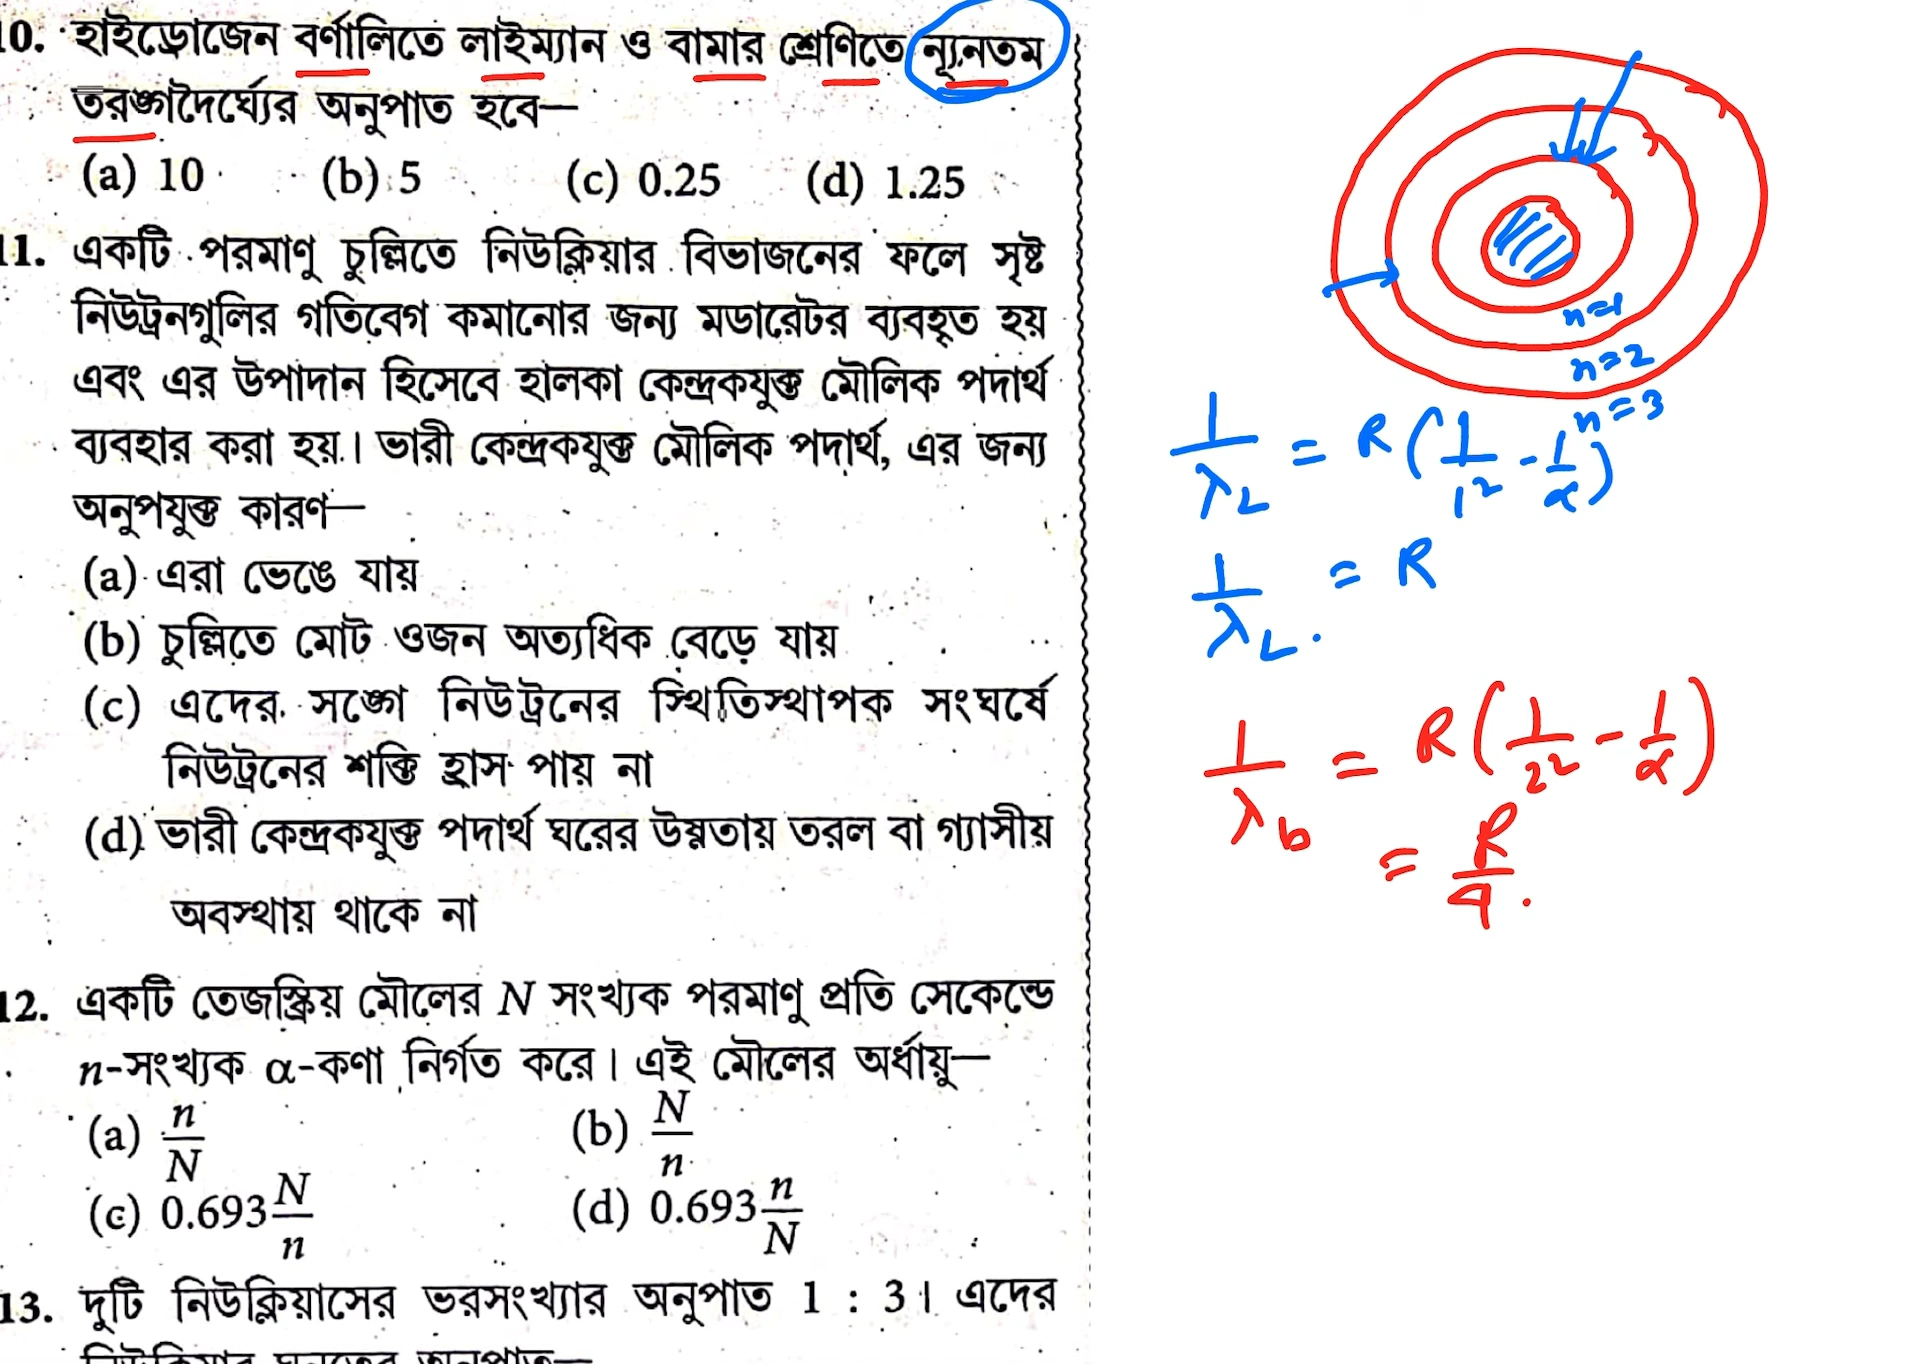 10. হাইড্রোজেন বর্ণালিতে লাইম্যান ও বামার শ্রেণিতে ন্যূনতম
তরঙ্গদৈর্ঘ্যের অনুপাত হবে—
(a) 10 (b) 5 (c) 0.25 (d) 1.25
11. একটি পরমাণু চুল্লিতে নিউক্লিয়ার বিভাজনের ফলে সৃষ্ট
নিউট্রনগুলির গতিবেগ কমানোর জন্য মডারেটর ব্যবহৃত হয়
এবং এর উপাদান হিসেবে হালকা কেন্দ্রকযুক্ত মৌলিক পদার্থ
ব্যবহার করা হয়। ভারী কেন্দ্রকযুক্ত মৌলিক পদার্থ, এর জন্য
অনুপযুক্ত কারণ—
(a) এরা ভেঙে যায়
(b) চুল্লিতে মোট ওজন অত্যধিক বেড়ে যায়
(c) এদের সঙ্গে নিউট্রনের স্থিতিস্থাপক সংঘর্ষে
নিউট্রনের শক্তি হ্রাস পায় না
(d) ভারী কেন্দ্রকযুক্ত পদার্থ ঘরের উষ্ণতায় তরল বা গ্যাসীয়
অবস্থায় থাকে না
12. একটি তেজস্ক্রিয় মৌলের N সংখ্যক পরমাণু প্রতি সেকেন্ডে
n-সংখ্যক α-কণা নির্গত করে। এই মৌলের অর্ধায়ু—
(a) n/N (b) N/n
(c) 0.693 N/n (d) 0.693 n/N
13. দুটি নিউক্লিয়াসের ভরসংখ্যার অনুপাত 1 : 3। এদের
n=1
n=2
n=3
1/λL = R(1/1² - 1/α)
1/λL. = R
1/λb = R(1/2² - 1/α)
= R/4.